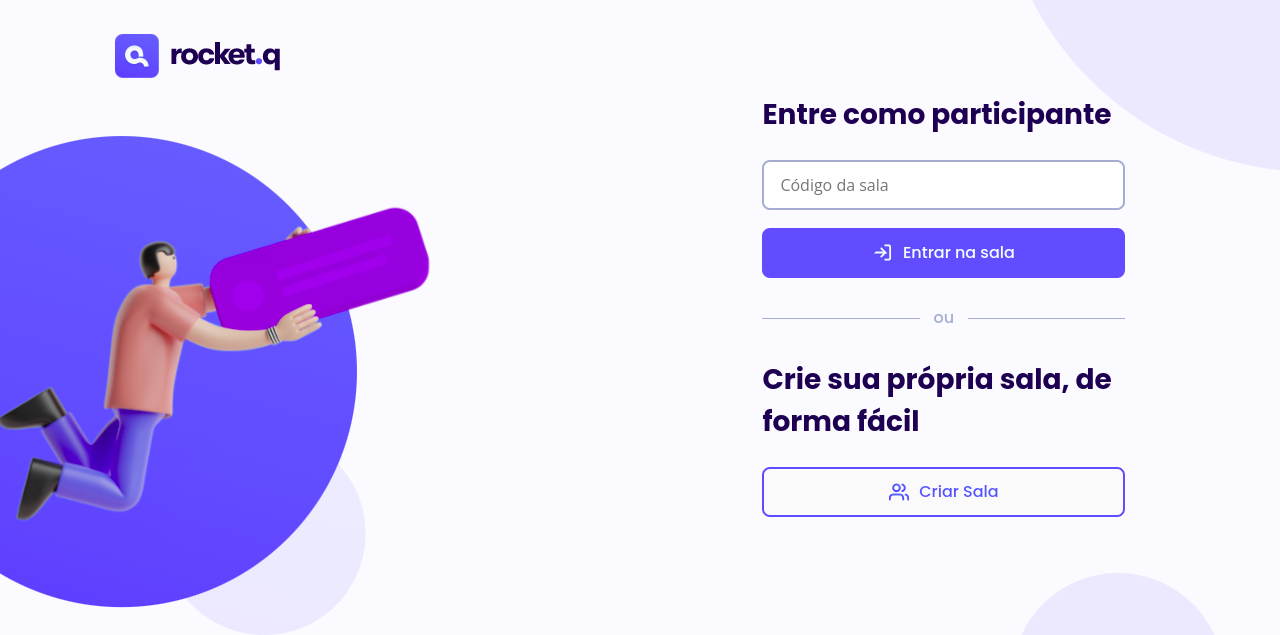 rocket.q
Entre como participante
Código da sala
Entrar na sala
ou
Crie sua própria sala, de
forma fácil
Criar Sala